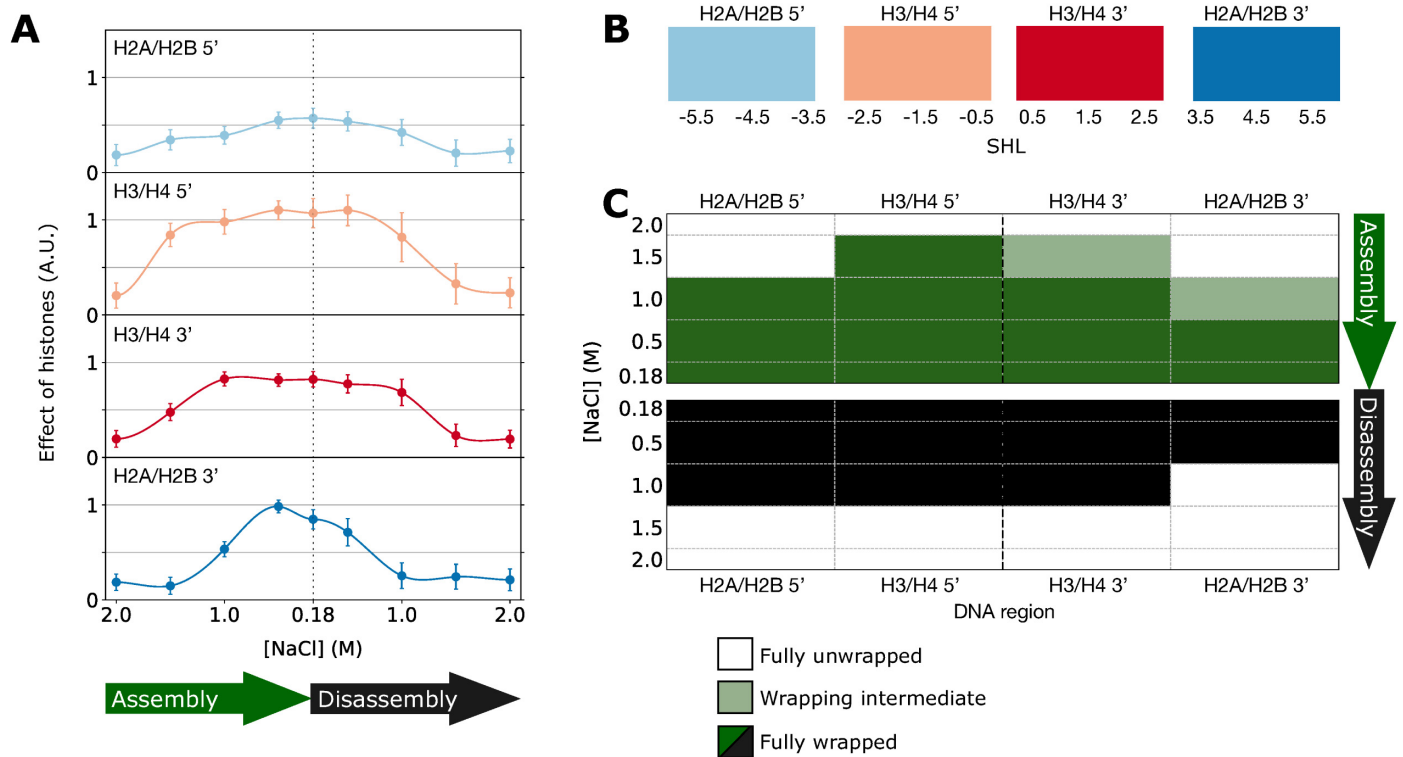 A
H2A/H2B 5’
1
0
H3/H4 5’
1
0
H3/H4 3’
1
0
H2A/H2B 3’
1
0
Effect of histones (A.U.)
2.0 1.0 0.18 1.0 2.0
[NaCl] (M)
Assembly Disassembly
B
H2A/H2B 5’ H3/H4 5’ H3/H4 3’ H2A/H2B 3’
-5.5 -4.5 -3.5 -2.5 -1.5 -0.5 0.5 1.5 2.5 3.5 4.5 5.5
SHL
C
H2A/H2B 5’ H3/H4 5’ H3/H4 3’ H2A/H2B 3’
2.0
1.5
1.0
0.5
0.18
Assembly
0.18
0.5
1.0
1.5
2.0
Disassembly
[NaCl] (M)
H2A/H2B 5’ H3/H4 5’ H3/H4 3’ H2A/H2B 3’
DNA region
Fully unwrapped
Wrapping intermediate
Fully wrapped